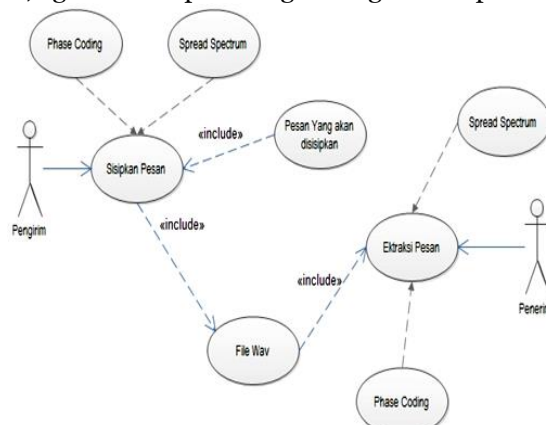 Phase Coding
Spread Spectrum
«include»
Pesan Yang akan
disisipkan
Spread Spectrum
Sisipkan Pesan
Pengirim
«include»
Ektraksi Pesan
«include»
File Wav
Phase Coding